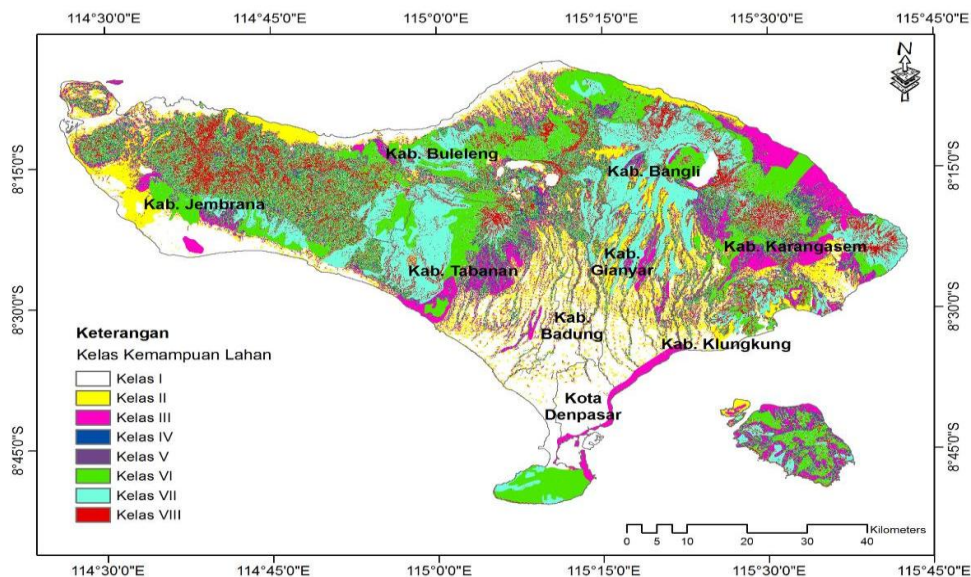 114°30'0"E 114°45'0"E 115°0'0"E 115°15'0"E 115°30'0"E 115°45'0"E
N
8°15'0"S 8°15'0"S
Kab. Buleleng
Kab. Bangli
Kab. Jembrana
Kab. Karangasem
Kab. Tabanan
Kab.
Gianyar
8°30'0"S 8°30'0"S
Kab.
Badung
Kab. Klungkung
Kota
Denpasar
8°45'0"S 8°45'0"S
Keterangan
Kelas Kemampuan Lahan
Kelas I
Kelas II
Kelas III
Kelas IV
Kelas V
Kelas VI
Kelas VII
Kelas VIII
Kilometers
0 5 10 20 30 40
114°30'0"E 114°45'0"E 115°0'0"E 115°15'0"E 115°30'0"E 115°45'0"E